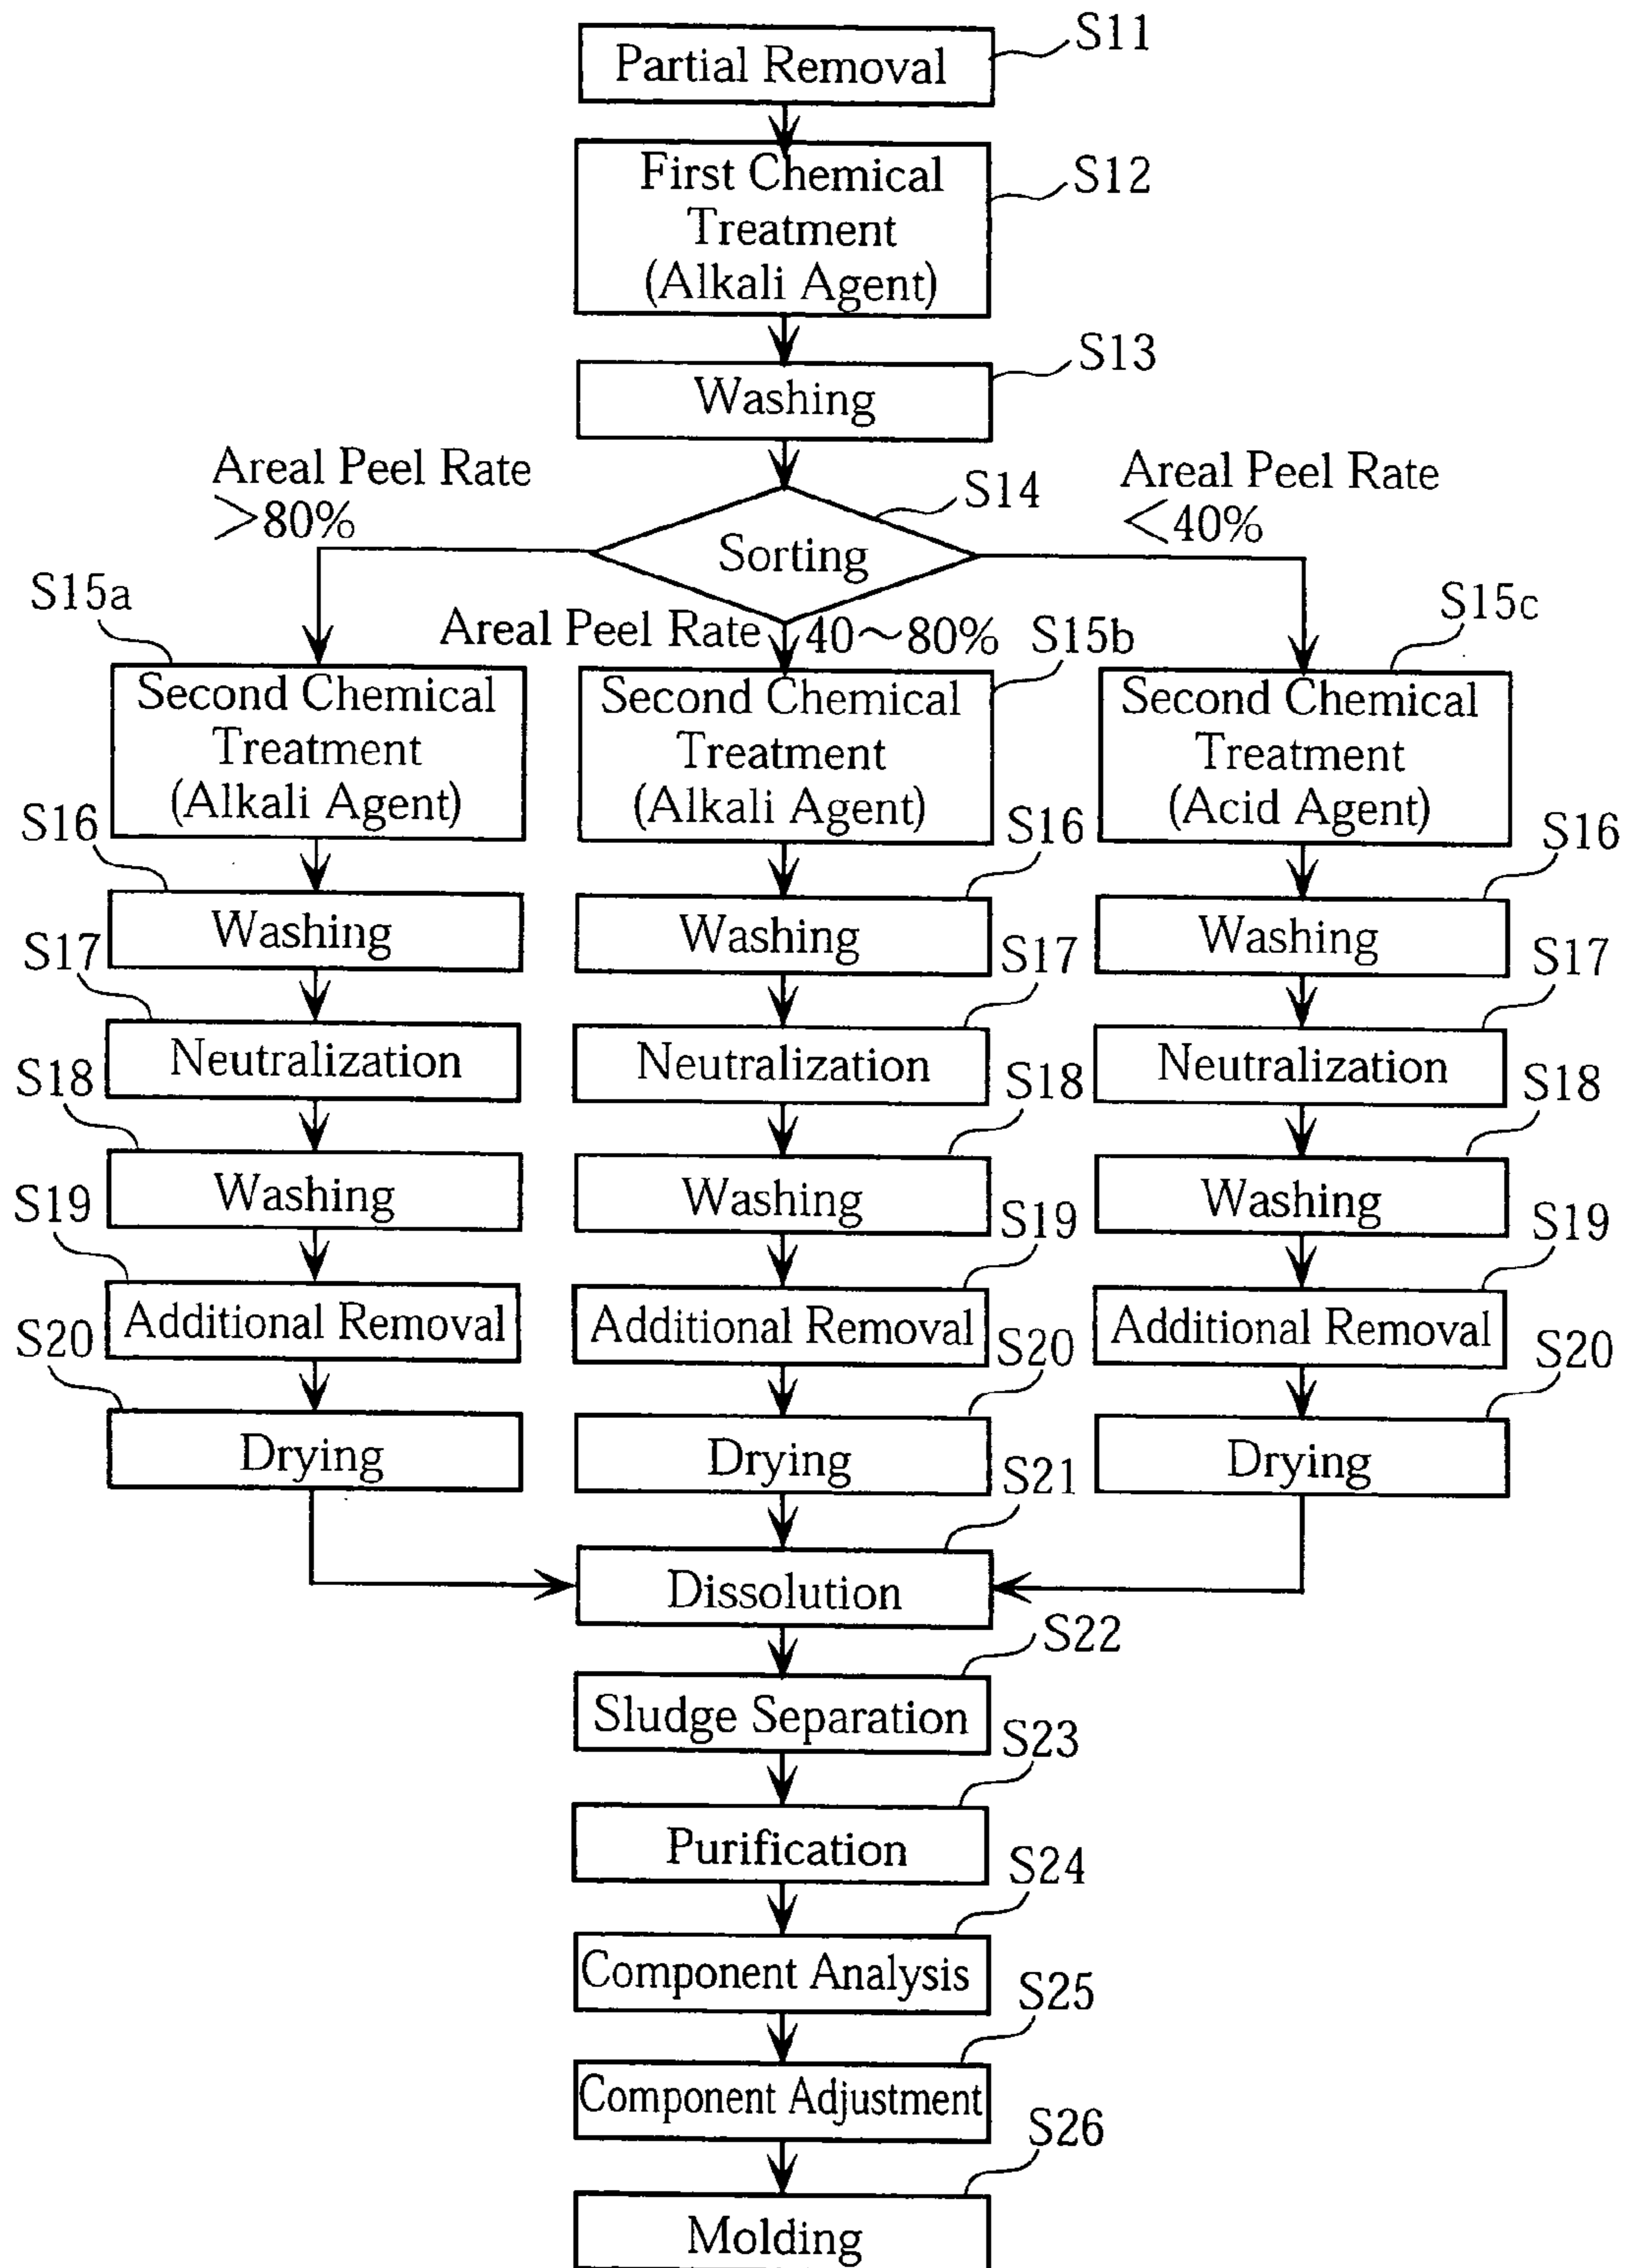 S11
Partial Removal
First Chemical
Treatment
(Alkali Agent)
S12
S13
Washing
Areal Peel Rate
>80%
S14
Sorting
Areal Peel Rate
<40%
S15a
Areal Peel Rate 40～80%
S15b
S15c
Second Chemical
Treatment
(Alkali Agent)
Second Chemical
Treatment
(Alkali Agent)
Second Chemical
Treatment
(Acid Agent)
S16
S16
S16
Washing
Washing
Washing
S17
S17
S17
Neutralization
Neutralization
Neutralization
S18
S18
S18
Washing
Washing
Washing
S19
S19
S19
Additional Removal
Additional Removal
Additional Removal
S20
S20
S20
Drying
Drying
Drying
S21
Dissolution
S22
Sludge Separation
S23
Purification
S24
Component Analysis
S25
Component Adjustment
S26
Molding